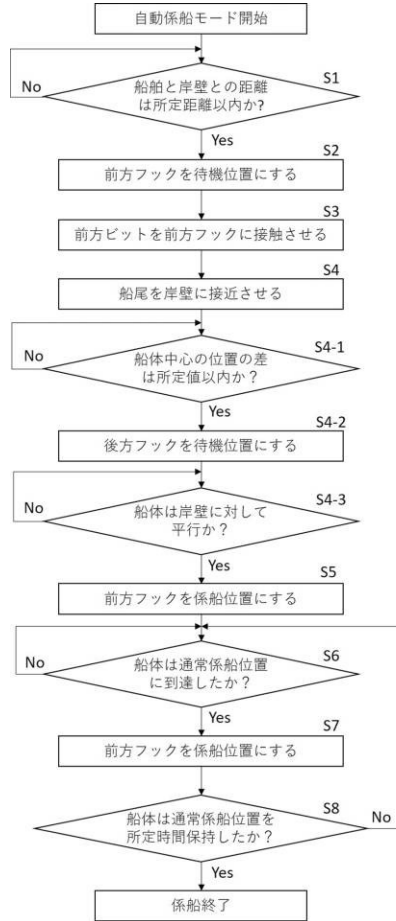 自動係船モード開始
No
船舶と岸壁との距離
は所定距離以内か?
S1
Yes
S2
前方フックを待機位置にする
S3
前方ビットを前方フックに接触させる
S4
船尾を岸壁に接近させる
No
船体中心の位置の差
は所定値以内か？
S4-1
Yes
S4-2
後方フックを待機位置にする
No
船体は岸壁に対して
平行か？
S4-3
Yes
S5
前方フックを係船位置にする
No
船体は通常係船位置
に到達したか？
S6
Yes
S7
前方フックを係船位置にする
船体は通常係船位置を
所定時間保持したか？
S8
No
Yes
係船終了